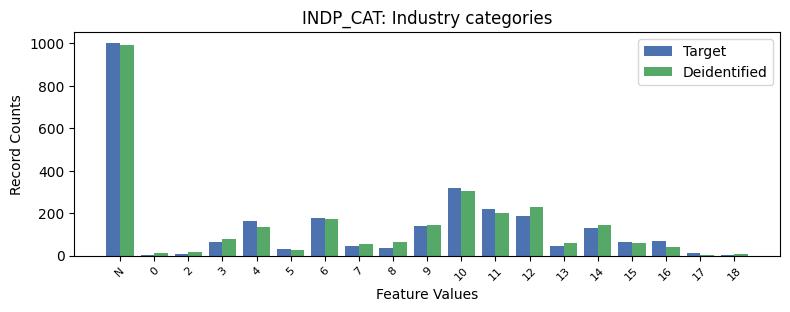 INDP_CAT: Industry categories
Target
Deidentified
Record Counts
1000
800
600
400
200
0
N 0 2 3 4 5 6 7 8 9 10 11 12 13 14 15 16 17 18
Feature Values